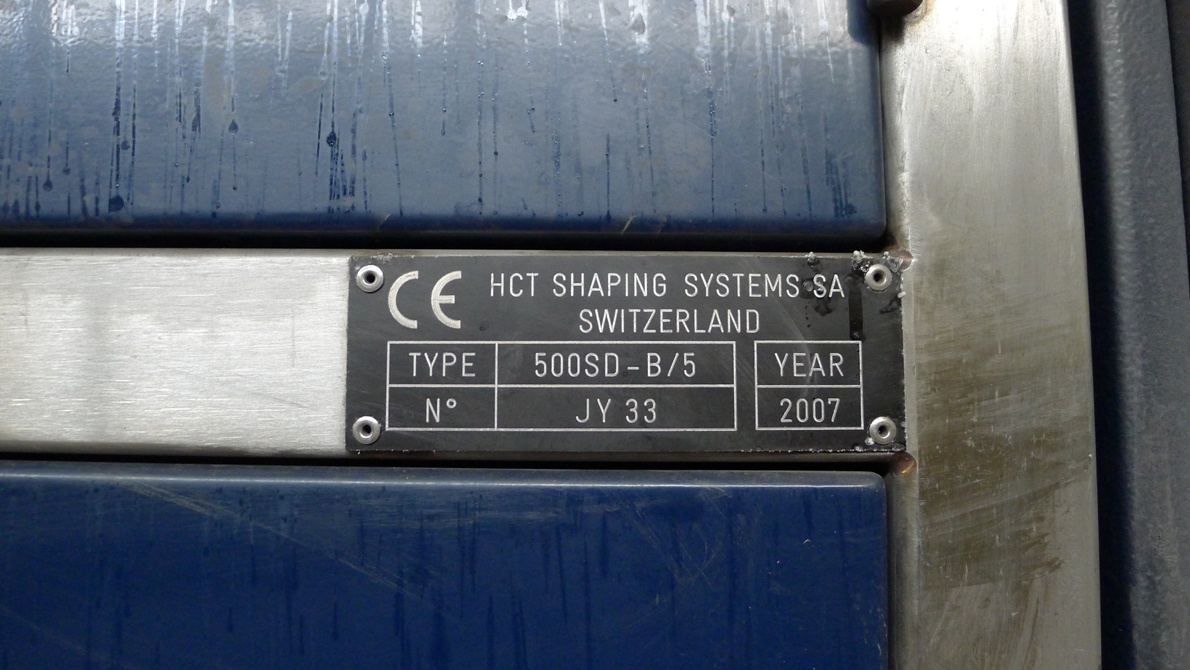 CE HCT SHAPING SYSTEMS SA
SWITZERLAND
TYPE 500SD-B/5 YEAR
N° JY 33 2007